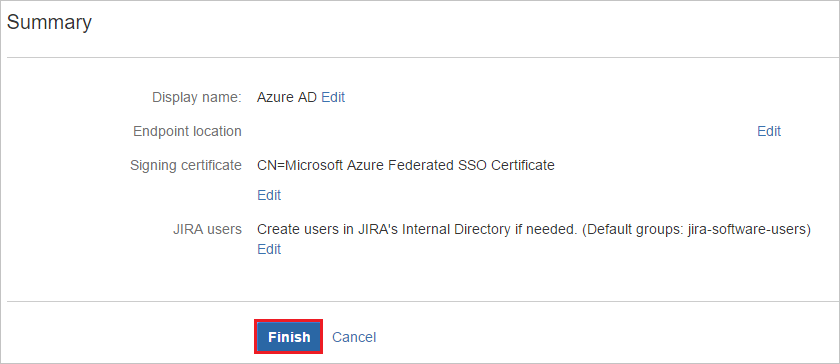 Summary
Display name: Azure AD Edit
Endpoint location Edit
Signing certificate CN=Microsoft Azure Federated SSO Certificate
Edit
JIRA users Create users in JIRA's Internal Directory if needed. (Default groups: jira-software-users)
Edit
Finish Cancel